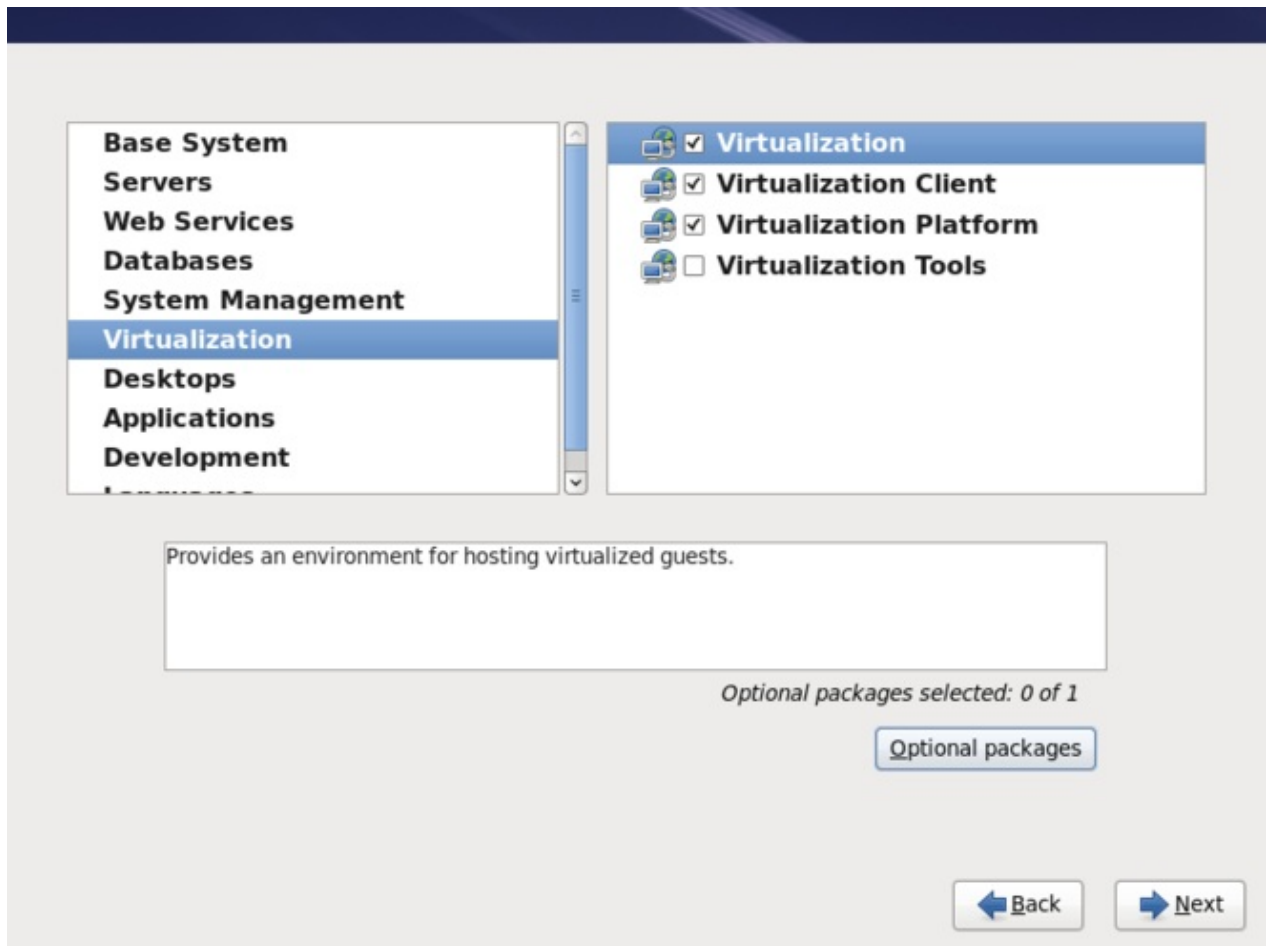 Base System
Servers
Web Services
Databases
System Management
Virtualization
Desktops
Applications
Development
Languages
Virtualization
Virtualization Client
Virtualization Platform
Virtualization Tools
Provides an environment for hosting virtualized guests.
Optional packages selected: 0 of 1
Optional packages
Back
Next